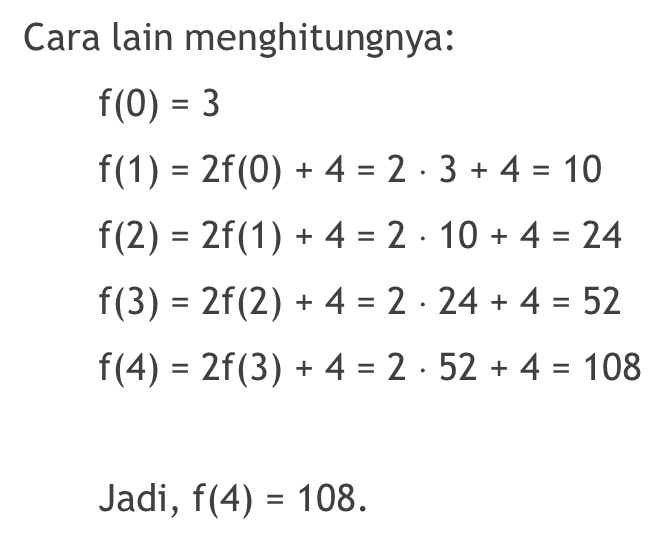 Cara lain menghitungnya:
f(0) = 3
f(1) = 2f(0) + 4 = 2 · 3 + 4 = 10
f(2) = 2f(1) + 4 = 2 · 10 + 4 = 24
f(3) = 2f(2) + 4 = 2 · 24 + 4 = 52
f(4) = 2f(3) + 4 = 2 · 52 + 4 = 108
Jadi, f(4) = 108.